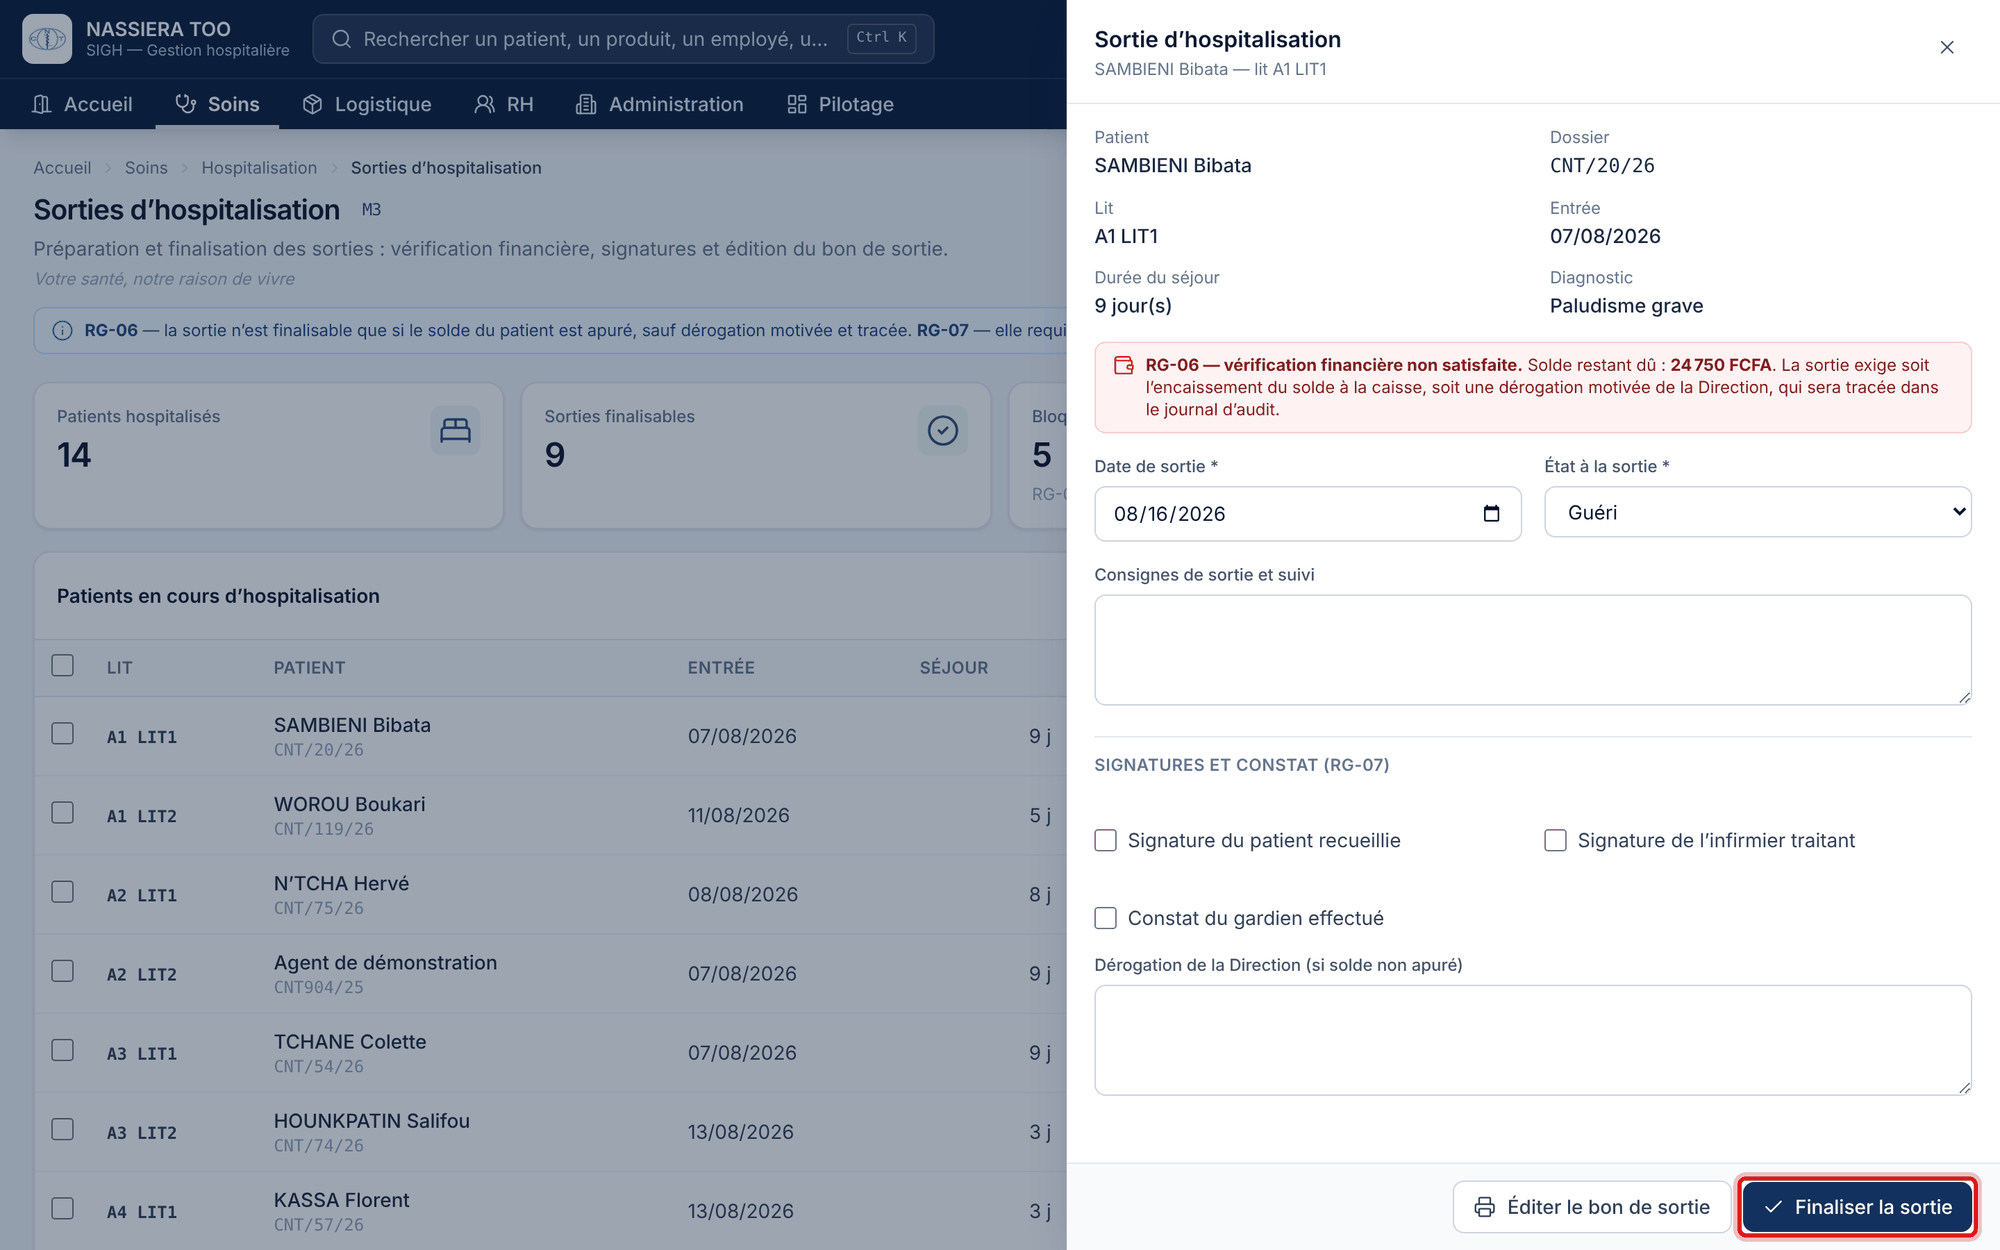 NASSIERA TOO
SIGH — Gestion hospitalière
Rechercher un patient, un produit, un employé, u...
Ctrl K
Accueil
Soins
Logistique
RH
Administration
Pilotage
Accueil
Soins
Hospitalisation
Sorties d’hospitalisation
Sorties d’hospitalisation M3
Préparation et finalisation des sorties : vérification financière, signatures et édition du bon de sortie.
Votre santé, notre raison de vivre
RG-06 — la sortie n’est finalisable que si le solde du patient est apuré, sauf dérogation motivée et tracée. RG-07 — elle requi
Patients hospitalisés
14
Sorties finalisables
9
Bloq
5
RG-0
Patients en cours d’hospitalisation
LIT PATIENT ENTRÉE SÉJOUR
A1 LIT1 SAMBIENI Bibata 07/08/2026 9 j
CNT/20/26
A1 LIT2 WOROU Boukari 11/08/2026 5 j
CNT/119/26
A2 LIT1 N’TCHA Hervé 08/08/2026 8 j
CNT/75/26
A2 LIT2 Agent de démonstration 07/08/2026 9 j
CNT904/25
A3 LIT1 TCHANE Colette 07/08/2026 9 j
CNT/54/26
A3 LIT2 HOUNKPATIN Salifou 13/08/2026 3 j
CNT/74/26
A4 LIT1 KASSA Florent 13/08/2026 3 j
CNT/57/26
Sortie d’hospitalisation
SAMBIENI Bibata — lit A1 LIT1
Patient
SAMBIENI Bibata
Dossier
CNT/20/26
Lit
A1 LIT1
Entrée
07/08/2026
Durée du séjour
9 jour(s)
Diagnostic
Paludisme grave
RG-06 — vérification financière non satisfaite. Solde restant dû : 24 750 FCFA. La sortie exige soit
l’encaissement du solde à la caisse, soit une dérogation motivée de la Direction, qui sera tracée dans
le journal d’audit.
Date de sortie *
08/16/2026
État à la sortie *
Guéri
Consignes de sortie et suivi
SIGNATURES ET CONSTAT (RG-07)
Signature du patient recueillie
Signature de l’infirmier traitant
Constat du gardien effectué
Dérogation de la Direction (si solde non apuré)
Éditer le bon de sortie
Finaliser la sortie